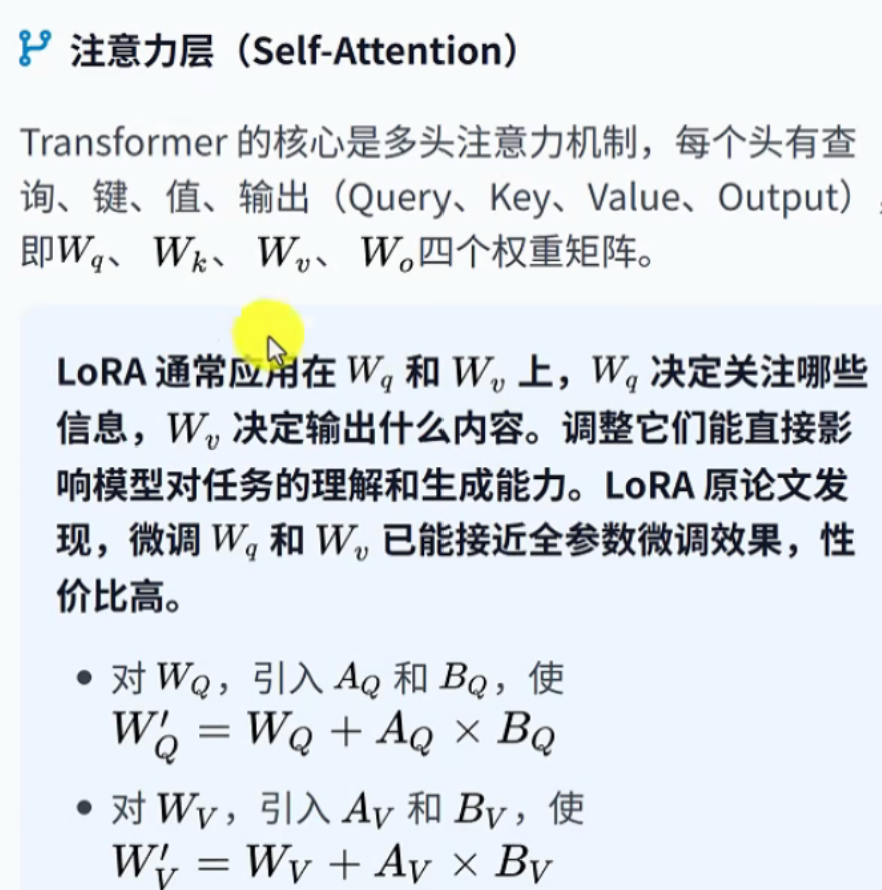 注意力层（Self-Attention）
Transformer 的核心是多头注意力机制，每个头有查
询、键、值、输出（Query、Key、Value、Output），
即W_q、 W_k、 W_v、 W_o四个权重矩阵。
LoRA 通常应用在 W_q 和 W_v 上，W_q 决定关注哪些
信息，W_v 决定输出什么内容。调整它们能直接影
响模型对任务的理解和生成能力。LoRA 原论文发
现，微调 W_q 和 W_v 已能接近全参数微调效果，性
价比高。
• 对 W_Q，引入 A_Q 和 B_Q，使
W'_Q = W_Q + A_Q × B_Q
• 对 W_V，引入 A_V 和 B_V，使
W'_V = W_V + A_V × B_V